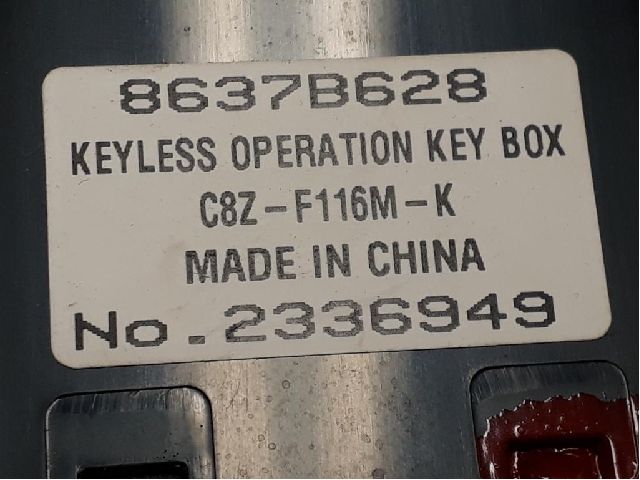 8637B628
KEYLESS OPERATION KEY BOX
C8Z-F116M-K
MADE IN CHINA
No.2336949